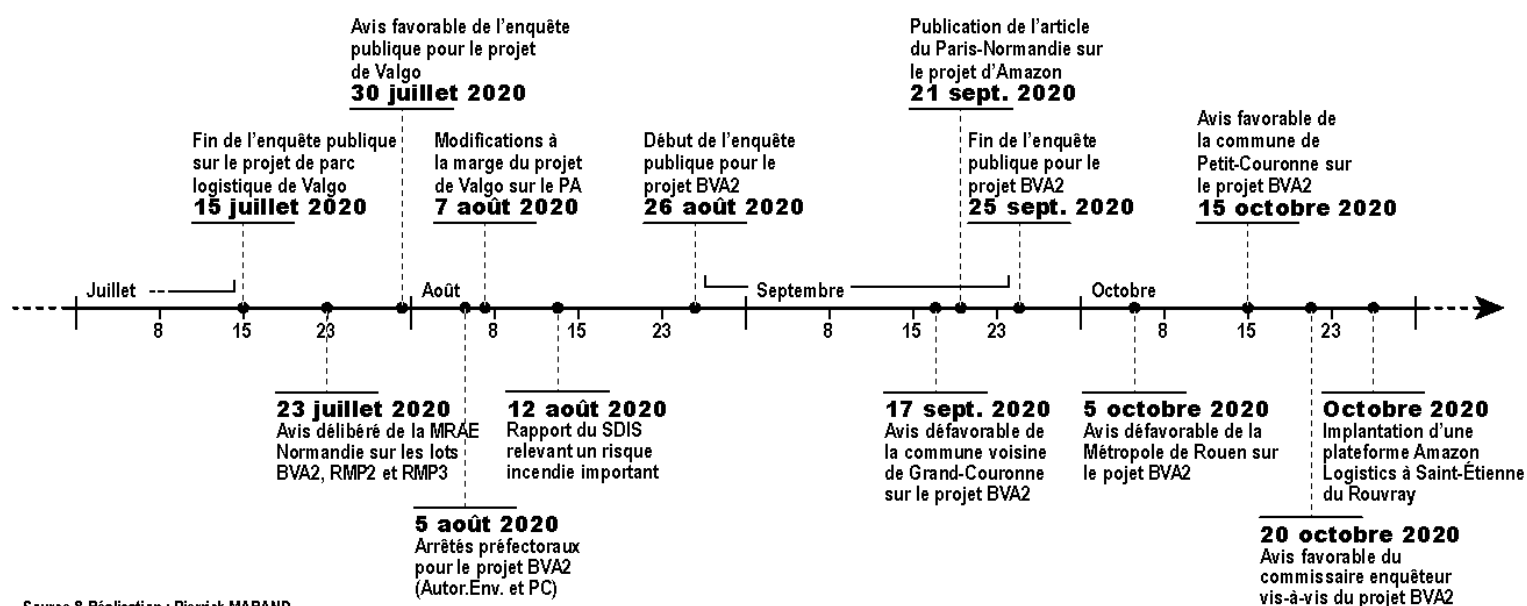 Avis favorable de l'enquête
publique pour le projet
de Valgo
30 juillet 2020
Publication de l'article
du Paris-Normandie sur
le projet d'Amazon
21 sept. 2020
Fin de l'enquête publique
sur le projet de parc
logistique de Valgo
15 juillet 2020
Modifications à
la marge du projet
de Valgo sur le PA
7 août 2020
Début de l'enquête
publique pour le
projet BVA2
26 août 2020
Fin de l'enquête
publique pour le
projet BVA2
25 sept. 2020
Avis favorable de
la commune de
Petit-Couronne sur
le projet BVA2
15 octobre 2020
Juillet
Août
Septembre
Octobre
8 15 23 8 15 23 8 15 23 8 15 23
23 juillet 2020
Avis délibéré de la MRAE
Normandie sur les lots
BVA2, RMP2 et RMP3
12 août 2020
Rapport du SDIS
relevant un risque
incendie important
17 sept. 2020
Avis défavorable de
la commune voisine
de Grand-Couronne
sur le projet BVA2
5 octobre 2020
Avis défavorable de la
Métropole de Rouen sur
le pojet BVA2
Octobre 2020
Implantation d'une
plateforme Amazon
Logistics à Saint-Étienne
du Rouvray
5 août 2020
Arrêtés préfectoraux
pour le projet BVA2
(Autor.Env. et PC)
20 octobre 2020
Avis favorable du
commissaire enquêteur
vis-à-vis du projet BVA2
Source & Réalisation : Pierrick MARAND